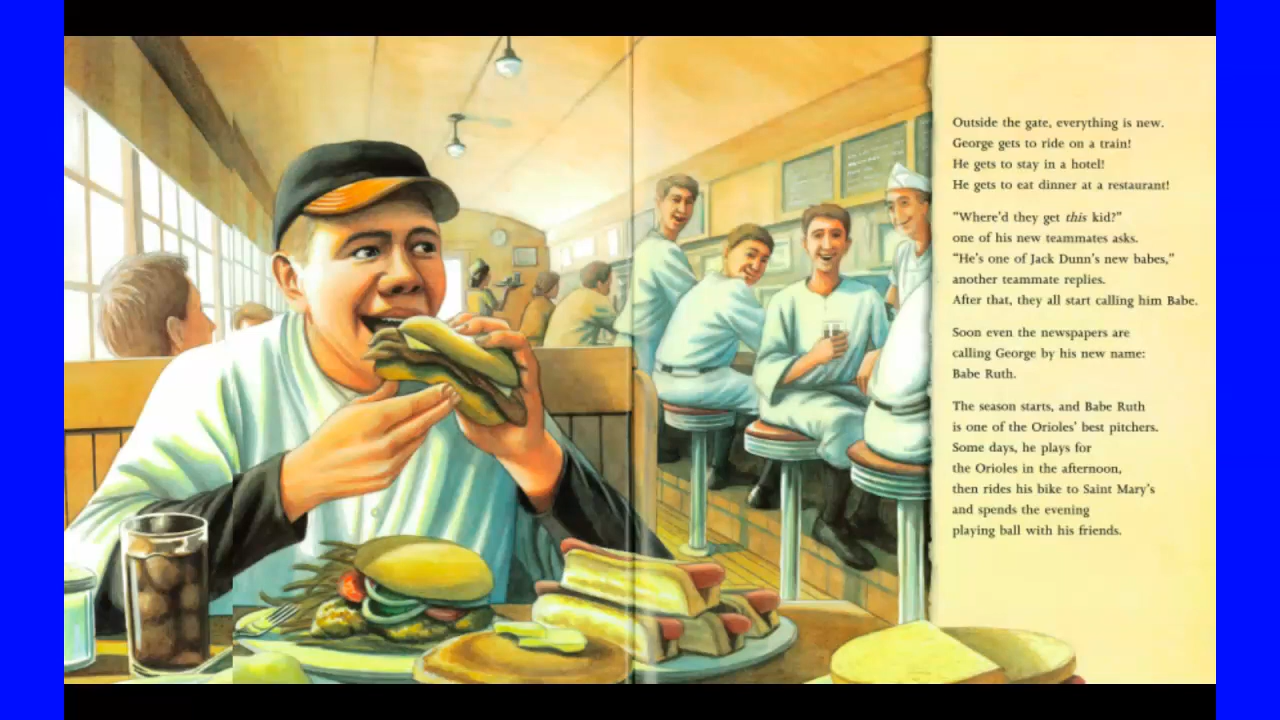 Outside the gate, everything is new.
George gets to ride on a train!
He gets to stay in a hotel!
He gets to eat dinner at a restaurant!
“Where’d they get this kid?”
one of his new teammates asks.
“He’s one of Jack Dunn’s new babes,”
another teammate replies.
After that, they all start calling him Babe.
Soon even the newspapers are
calling George by his new name:
Babe Ruth.
The season starts, and Babe Ruth
is one of the Orioles’ best pitchers.
Some days, he plays for
the Orioles in the afternoon,
then rides his bike to Saint Mary’s
and spends the evening
playing ball with his friends.